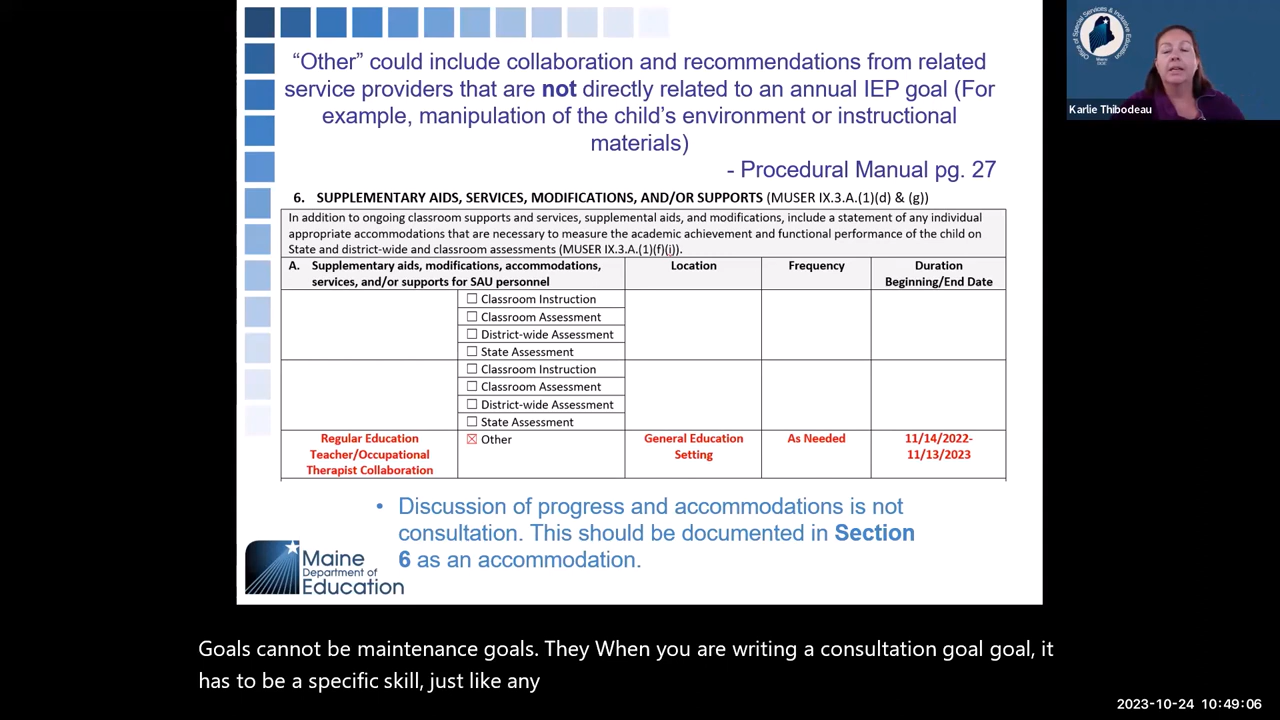 “Other” could include collaboration and recommendations from related
service providers that are not directly related to an annual IEP goal (For
example, manipulation of the child’s environment or instructional
materials)
- Procedural Manual pg. 27
Karlie Thibodeau
Office of Special Services & Inclusive Education
Maine
DOE
6. SUPPLEMENTARY AIDS, SERVICES, MODIFICATIONS, AND/OR SUPPORTS (MUSER IX.3.A.(1)(d) & (g))
In addition to ongoing classroom supports and services, supplemental aids, and modifications, include a statement of any individual
appropriate accommodations that are necessary to measure the academic achievement and functional performance of the child on
State and district-wide and classroom assessments (MUSER IX.3.A.(1)(f)(i)).
A. Supplementary aids, modifications, accommodations,
services, and/or supports for SAU personnel
Location
Frequency
Duration
Beginning/End Date
☐ Classroom Instruction
☐ Classroom Assessment
☐ District-wide Assessment
☐ State Assessment
☐ Classroom Instruction
☐ Classroom Assessment
☐ District-wide Assessment
☐ State Assessment
Regular Education
Teacher/Occupational
Therapist Collaboration
☒ Other
General Education
Setting
As Needed
11/14/2022-
11/13/2023
• Discussion of progress and accommodations is not
consultation. This should be documented in Section
6 as an accommodation.
Maine
Department of
Education
Goals cannot be maintenance goals. They When you are writing a consultation goal goal, it
has to be a specific skill, just like any
2023-10-24 10:49:06